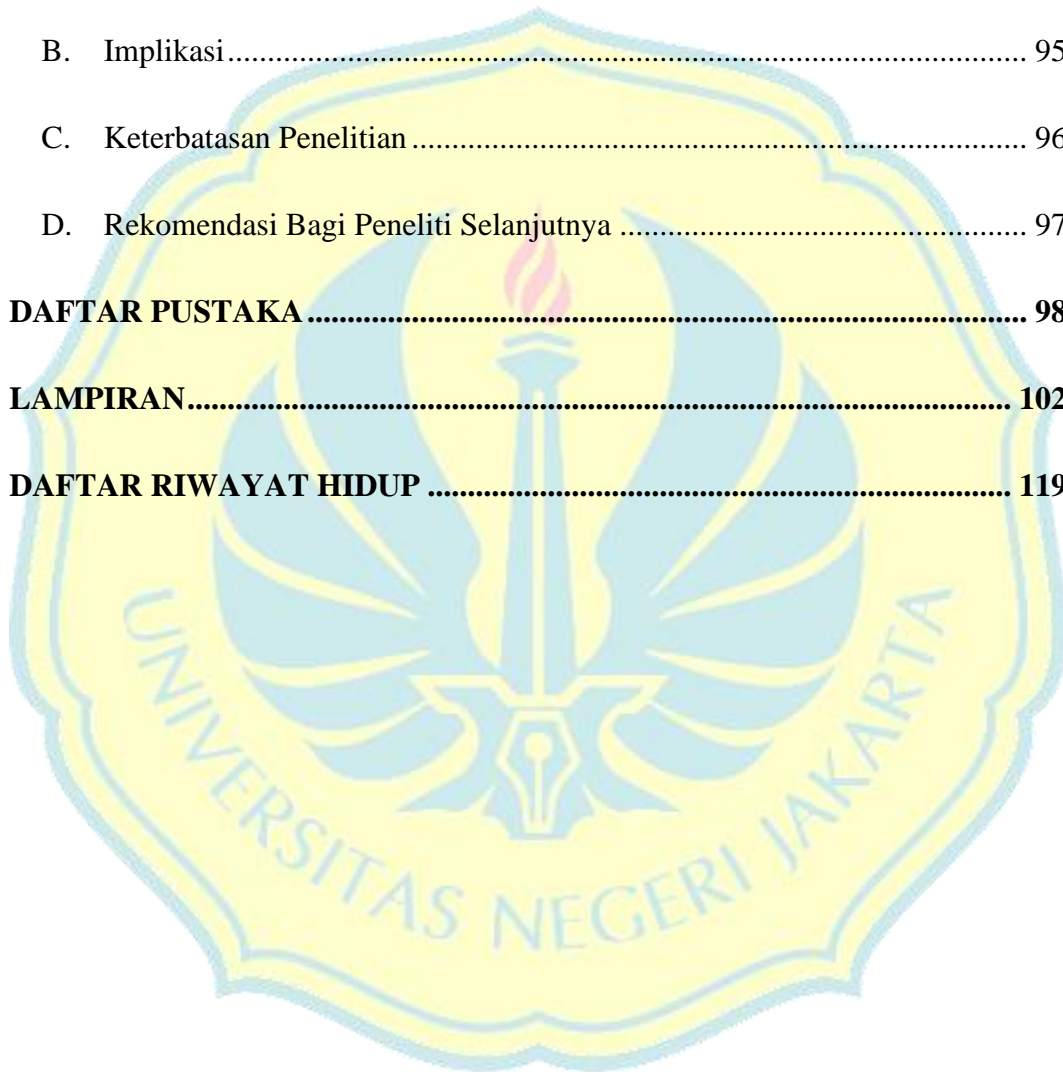 B. Implikasi........................................................................................................ 95
C. Keterbatasan Penelitian ................................................................................ 96
D. Rekomendasi Bagi Peneliti Selanjutnya ..................................................... 97
DAFTAR PUSTAKA ........................................................................................... 98
LAMPIRAN........................................................................................................ 102
DAFTAR RIWAYAT HIDUP .......................................................................... 119
UNIVERSITAS NEGERI JAKARTA